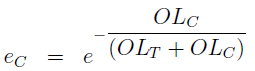 e_C = e^{-\frac{OL_C}{(OL_T + OL_C)}}